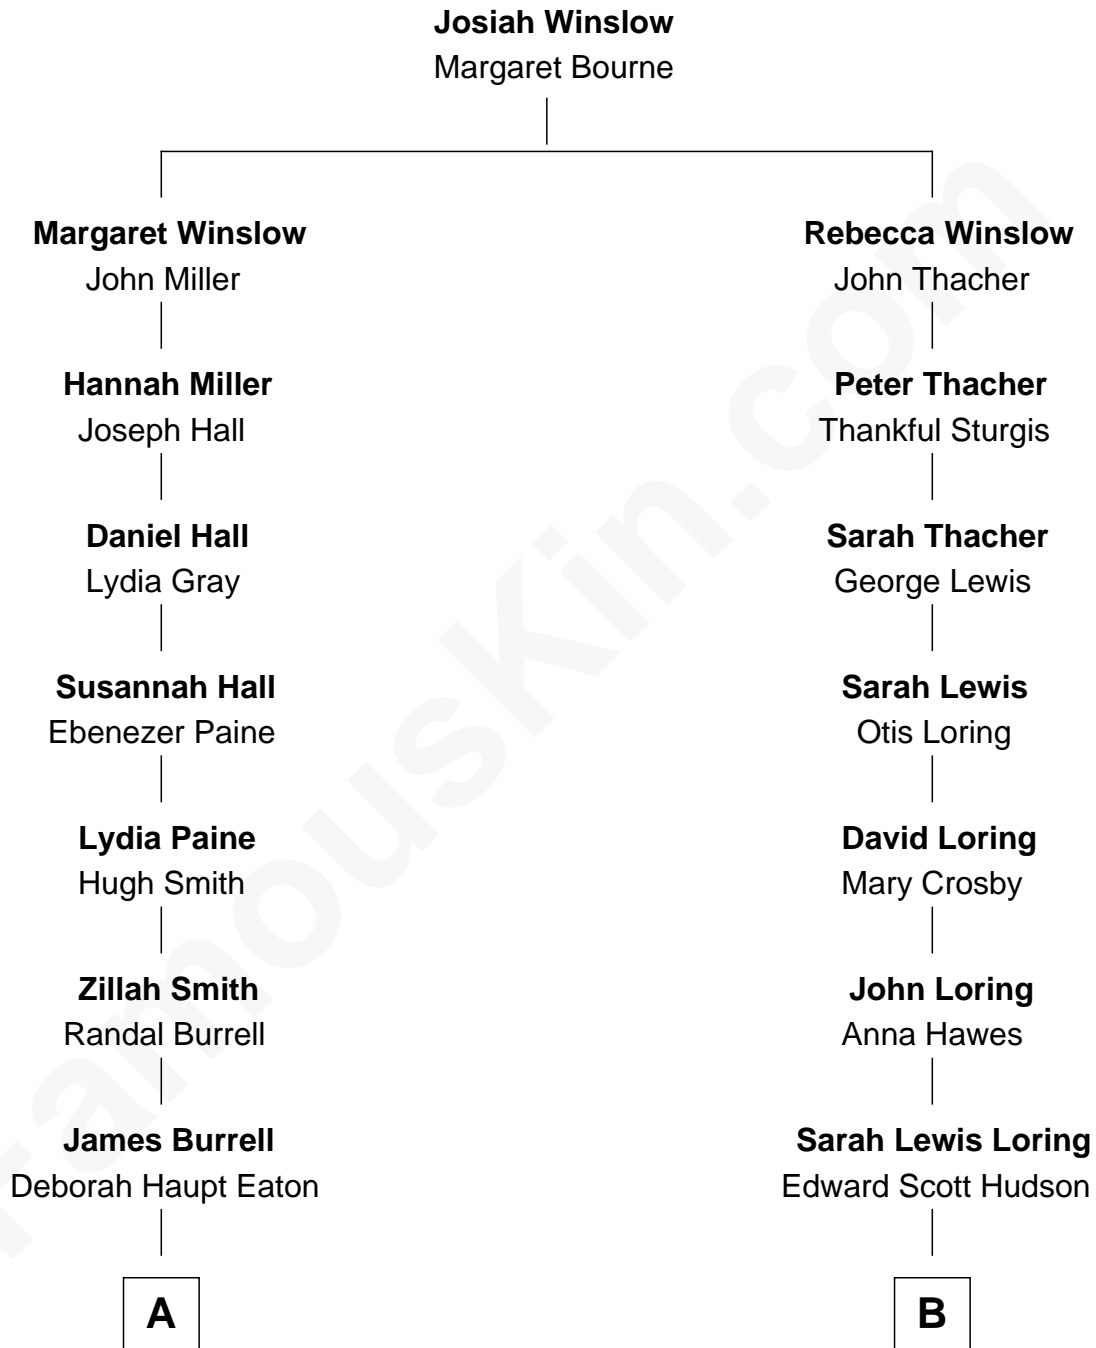 Josiah Winslow
Margaret Bourne
Margaret Winslow
John Miller
Rebecca Winslow
John Thacher
Hannah Miller
Joseph Hall
Peter Thacher
Thankful Sturgis
Daniel Hall
Lydia Gray
Sarah Thacher
George Lewis
Susannah Hall
Ebenezer Paine
Sarah Lewis
Otis Loring
Lydia Paine
Hugh Smith
David Loring
Mary Crosby
Zillah Smith
Randal Burrell
John Loring
Anna Hawes
James Burrell
Deborah Haupt Eaton
Sarah Lewis Loring
Edward Scott Hudson
A
B
FamousKin.com